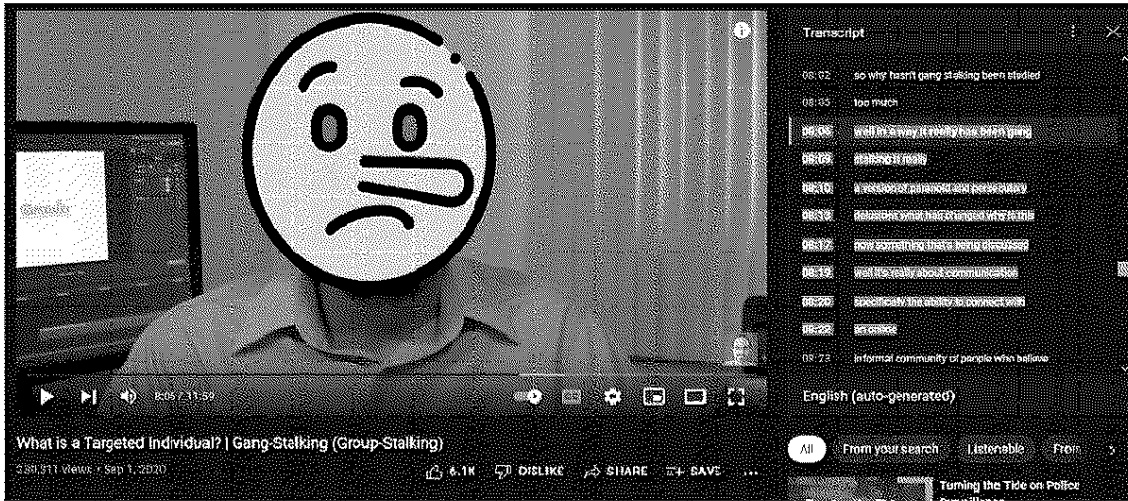 Transcript
08:02 so why hasn't gang stalking been studied
08:05 too much
08:06 well in a way it really has been gang
08:09 stalking it really
08:10 a version of paranoid and persecutory
08:13 delusions what has changed why is this
08:17 now something that's being discussed
08:19 well it's really about communication
08:20 specifically the ability to connect with
08:22 an online
08:23 informal community of people who believe
English (auto-generated)
8:06 / 11:59
What is a Targeted Individual? | Gang-Stalking (Group-Stalking)
views • Sep 1, 2020
6.1K DISLIKE SHARE SAVE
All From your search Listenable From
Turning the Tide on Police
Surveillance